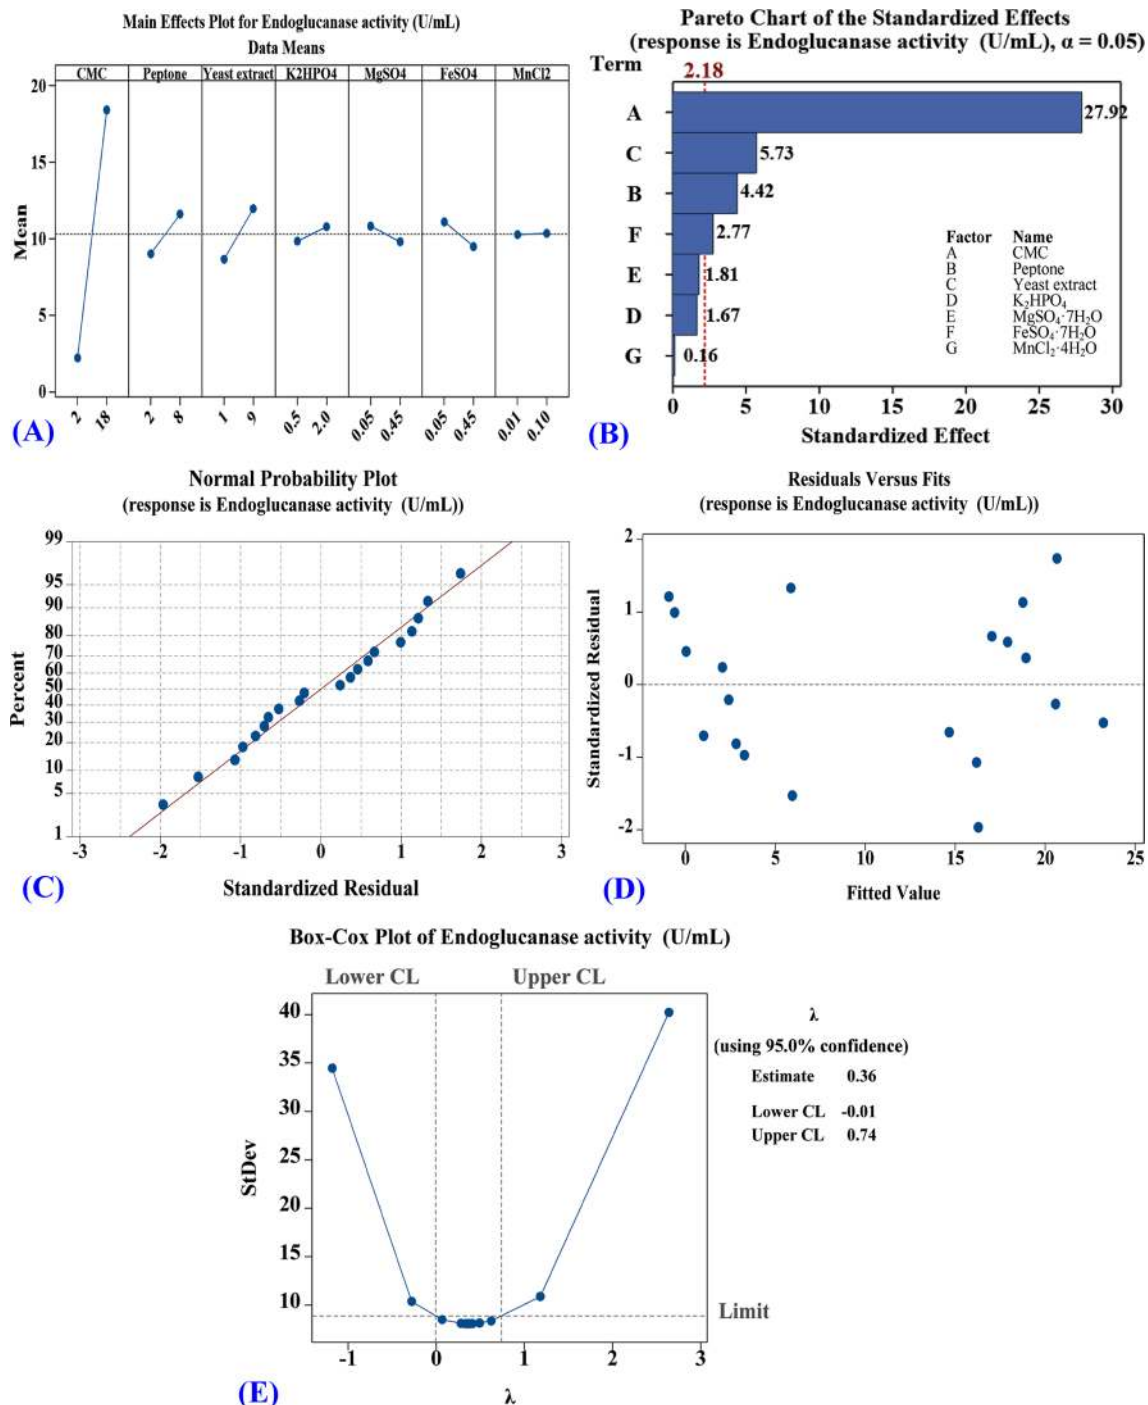 Main Effects Plot for Endoglucanase activity (U/mL)
Data Means
CMC Peptone Yeast extract K2HPO4 MgSO4 FeSO4 MnCl2
20
15
10
5
0
Mean
2 18 2 8 1 9 0.5 2.0 0.05 0.45 0.05 0.45 0.01 0.10
(A)
Pareto Chart of the Standardized Effects
(response is Endoglucanase activity (U/mL), α = 0.05)
Term
2.18
A 27.92
C 5.73
B 4.42
F 2.77
E 1.81
D 1.67
G 0.16
Factor Name
A CMC
B Peptone
C Yeast extract
D K₂HPO₄
E MgSO₄·7H₂O
F FeSO₄·7H₂O
G MnCl₂·4H₂O
0 5 10 15 20 25 30
Standardized Effect
(B)
Normal Probability Plot
(response is Endoglucanase activity (U/mL))
99
95
90
80
70
60
50
40
30
20
10
5
1
Percent
-3 -2 -1 0 1 2 3
Standardized Residual
(C)
Residuals Versus Fits
(response is Endoglucanase activity (U/mL))
2
1
0
-1
-2
Standardized Residual
0 5 10 15 20 25
Fitted Value
(D)
Box-Cox Plot of Endoglucanase activity (U/mL)
Lower CL Upper CL
40
35
30
25
20
15
10
StDev
Limit
λ
(using 95.0% confidence)
Estimate 0.36
Lower CL -0.01
Upper CL 0.74
-1 0 1 2 3
λ
(E)